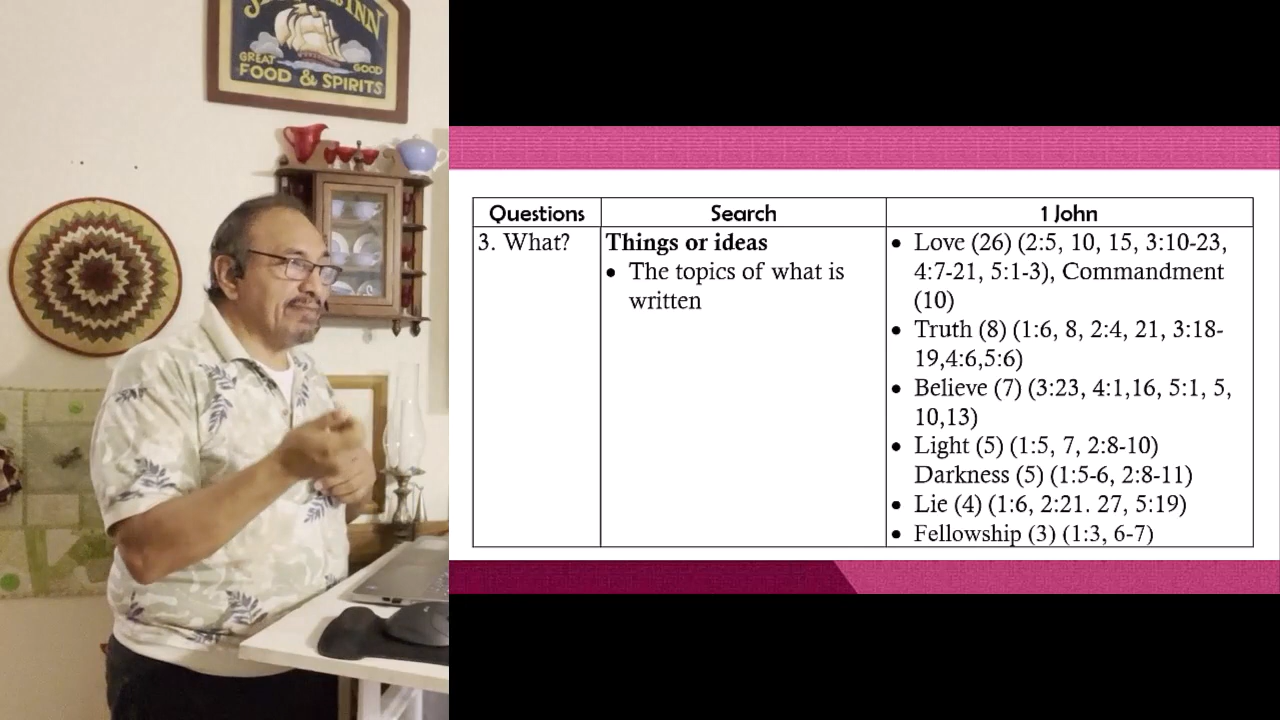 INN
GREAT GOOD
FOOD & SPIRITS
Questions Search 1 John
3. What? Things or ideas
• The topics of what is
written
• Love (26) (2:5, 10, 15, 3:10-23,
4:7-21, 5:1-3), Commandment
(10)
• Truth (8) (1:6, 8, 2:4, 21, 3:18-
19,4:6,5:6)
• Believe (7) (3:23, 4:1,16, 5:1, 5,
10,13)
• Light (5) (1:5, 7, 2:8-10)
Darkness (5) (1:5-6, 2:8-11)
• Lie (4) (1:6, 2:21. 27, 5:19)
• Fellowship (3) (1:3, 6-7)